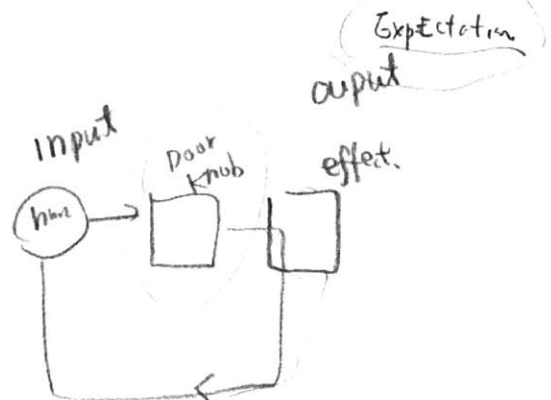 ExpEctation
ouput
input
Door
knob
effect.